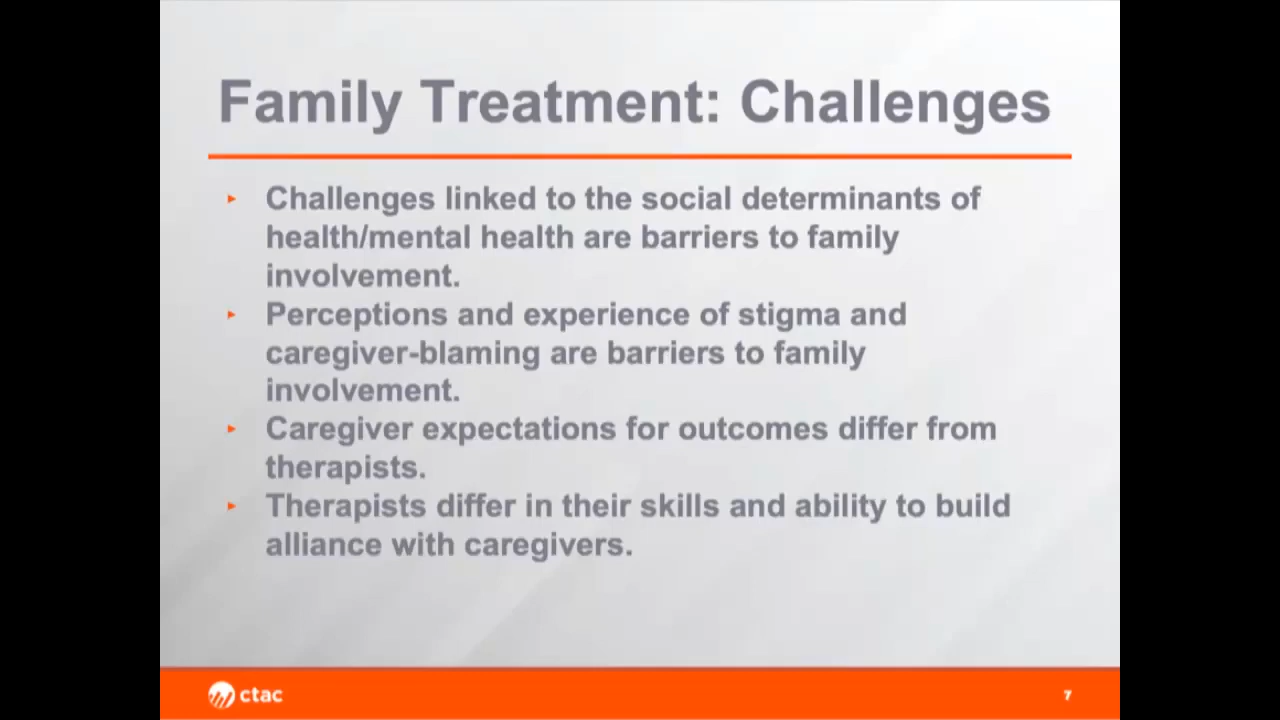 Family Treatment: Challenges
Challenges linked to the social determinants of
health/mental health are barriers to family
involvement.
Perceptions and experience of stigma and
caregiver-blaming are barriers to family
involvement.
Caregiver expectations for outcomes differ from
therapists.
Therapists differ in their skills and ability to build
alliance with caregivers.
ctac
7